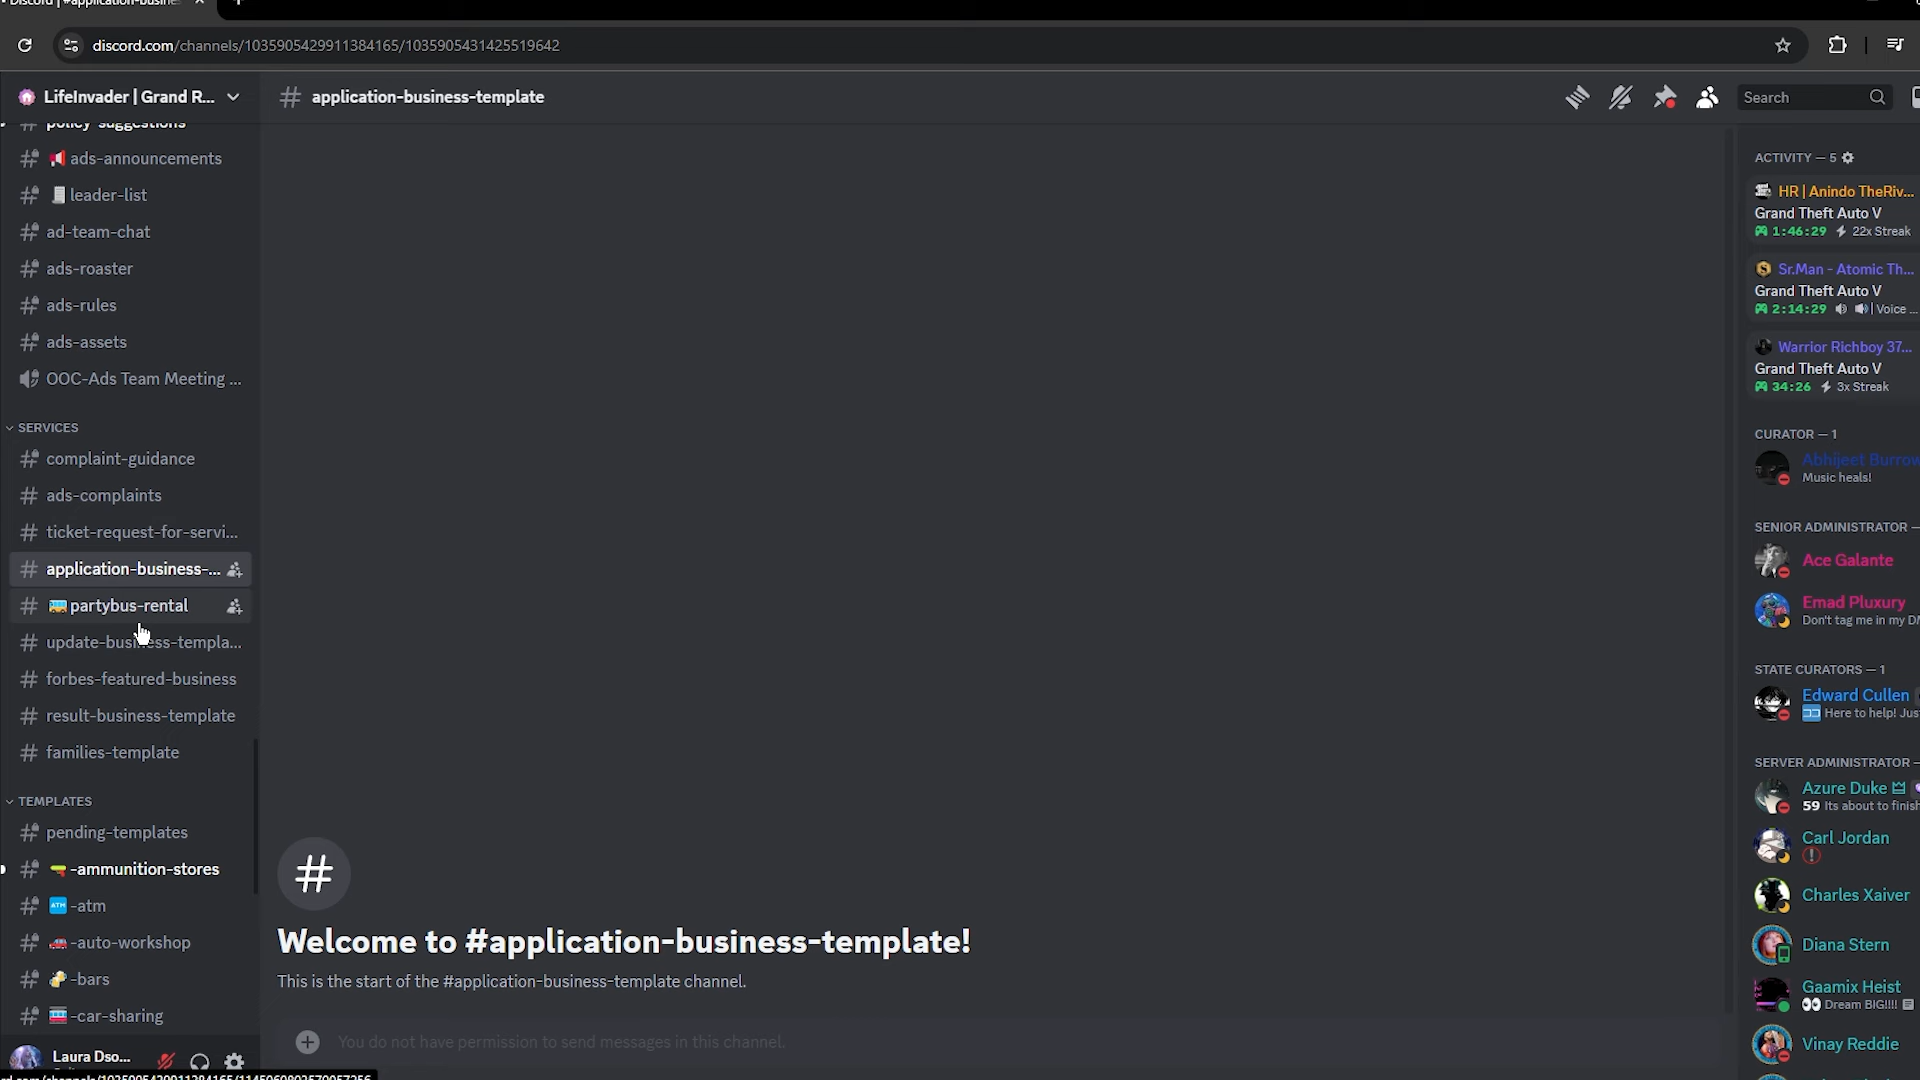 Discord | #application-busine
discord.com/channels/1035905429911384165/1035905431425519642
LifeInvader | Grand R...
# application-business-template
Search
policy-suggestions
ads-announcements
leader-list
ad-team-chat
ads-roaster
ads-rules
ads-assets
OOC-Ads Team Meeting ...
SERVICES
complaint-guidance
ads-complaints
ticket-request-for-servi...
application-business-...
partybus-rental
update-business-templa...
forbes-featured-business
result-business-template
families-template
TEMPLATES
pending-templates
-ammunition-stores
-atm
-auto-workshop
-bars
-car-sharing
Laura Dso...
Welcome to #application-business-template!
This is the start of the #application-business-template channel.
You do not have permission to send messages in this channel.
ACTIVITY — 5
HR | Anindo TheRiv...
Grand Theft Auto V
1:46:29 22x Streak
Sr.Man - Atomic Th...
Grand Theft Auto V
2:14:29 Voice ...
Warrior Richboy 37...
Grand Theft Auto V
34:26 3x Streak
CURATOR — 1
Abhijeet Burrow
Music heals!
SENIOR ADMINISTRATOR —
Ace Galante
Emad Pluxury
Don't tag me in my DM
STATE CURATORS — 1
Edward Cullen
Here to help! Jus
SERVER ADMINISTRATOR —
Azure Duke
59 Its about to finish
Carl Jordan
Charles Xaiver
Diana Stern
Gaamix Heist
Dream BIG!!!!
Vinay Reddie